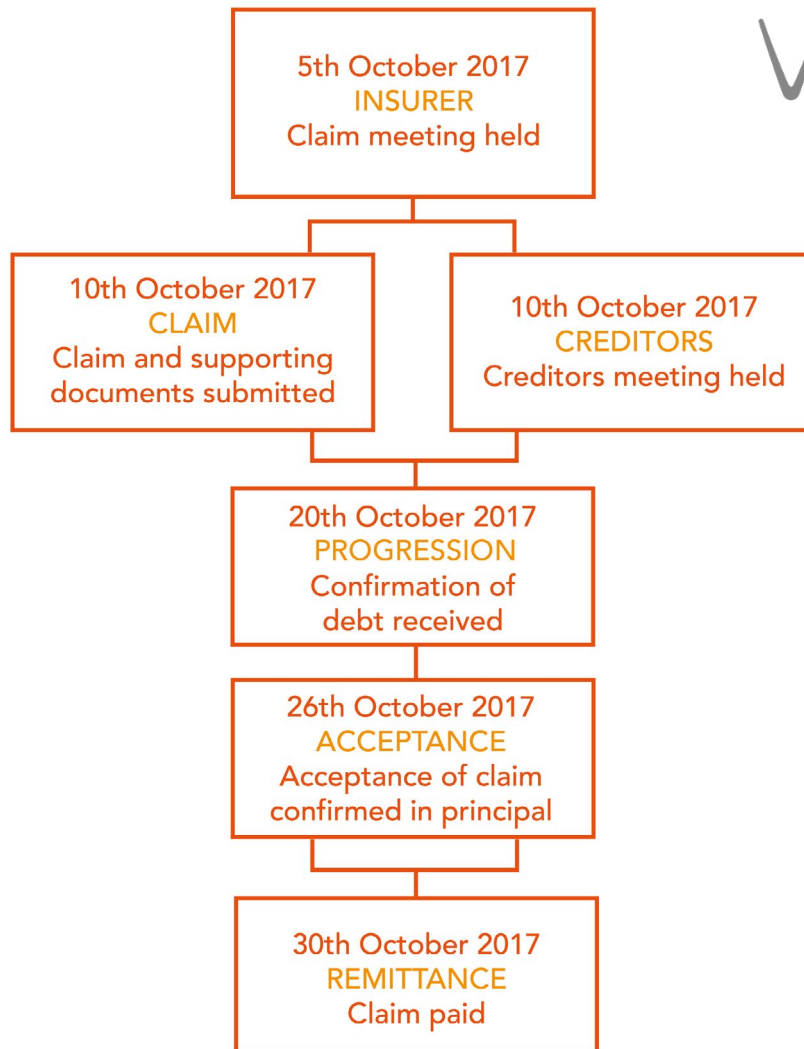 5th October 2017
INSURER
Claim meeting held
10th October 2017
CLAIM
Claim and supporting
documents submitted
10th October 2017
CREDITORS
Creditors meeting held
20th October 2017
PROGRESSION
Confirmation of
debt received
26th October 2017
ACCEPTANCE
Acceptance of claim
confirmed in principal
30th October 2017
REMITTANCE
Claim paid